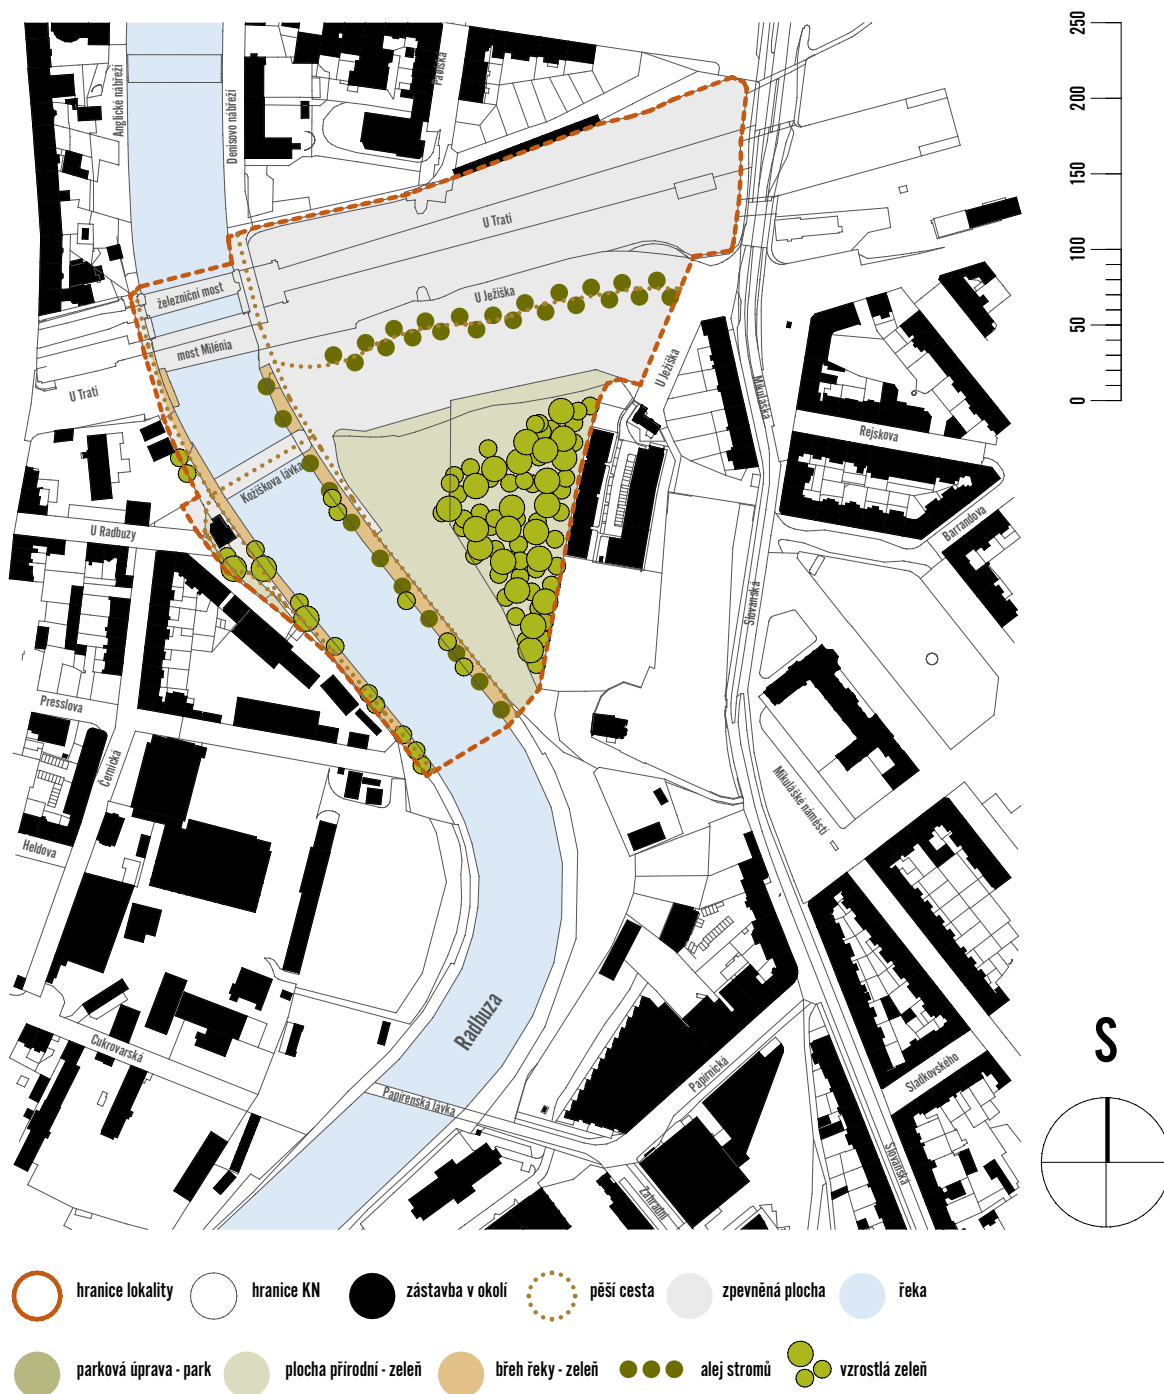 250
200
150
100
50
0
Anglické nábřeží
Denisovo nábřeží
U Trati
železniční most
U Ježíška
most Milénia
U Trati
U Ježíška
Mikulášská
Rejskova
Kozíškova lávka
U Radbuzy
Barrandova
Slovanská
Presslova
Černická
Mikulášké náměstí
Heldova
Radbuza
Cukrovarská
Papírnická
Papírenská lávka
Sladkovského
Slovanská
Zahradní
S
hranice lokality
hranice KN
zástavba v okolí
pěší cesta
zpevněná plocha
řeka
parková úprava - park
plocha přírodní - zeleň
břeh řeky - zeleň
alej stromů
vzrostlá zeleň